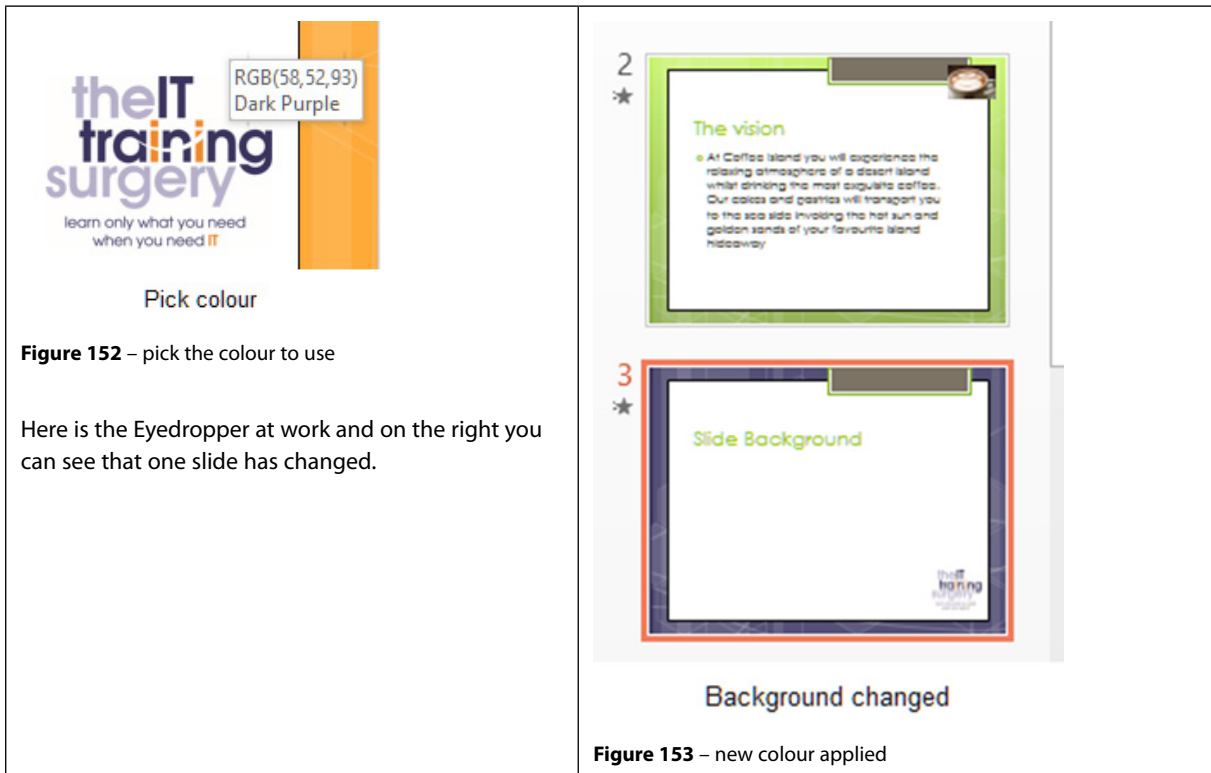 RGB(58,52,93)
Dark Purple
theIT
training
surgery
learn only what you need
when you need IT
Pick colour
Figure 152 – pick the colour to use
Here is the Eyedropper at work and on the right you
can see that one slide has changed.
2
The vision
At Coffee Island you will experience the
relaxing atmosphere of a desert island
whilst drinking the most exquisite coffee.
Our cakes and pastries will transport you
to the sea side invoking the hot sun and
golden sands of your favourite island
hideaway
3
Slide Background
theIT
training
surgery
Background changed
Figure 153 – new colour applied